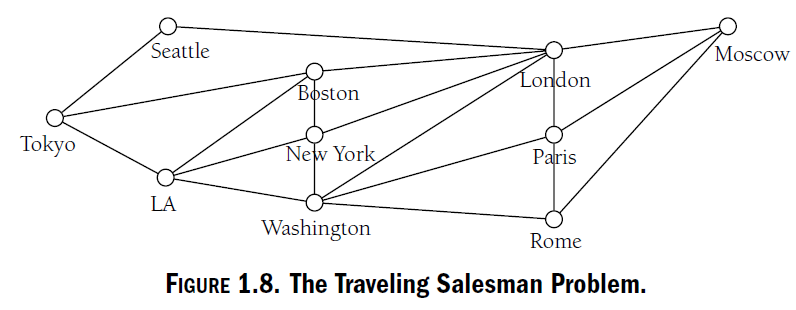 Seattle
Moscow
London
Boston
Tokyo
New York
Paris
LA
Washington
Rome
FIGURE 1.8. The Traveling Salesman Problem.